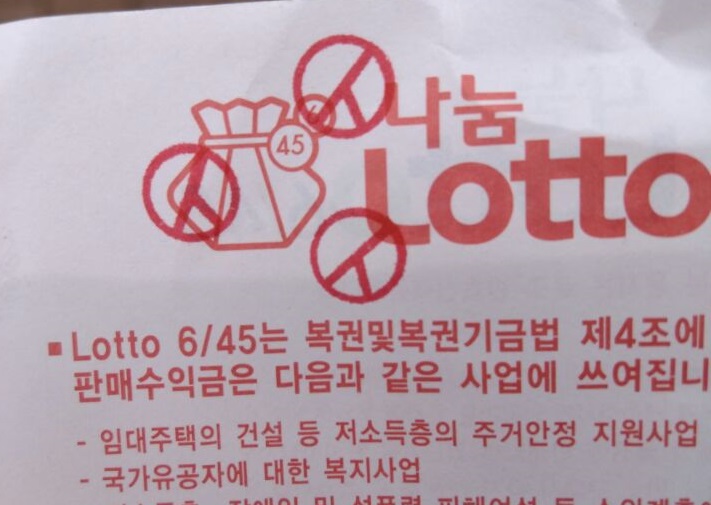 나눔
6
45
Lotto
Lotto 6/45는 복권및복권기금법 제4조에
판매수익금은 다음과 같은 사업에 쓰여집니
- 임대주택의 건설 등 저소득층의 주거안정 지원사업
- 국가유공자에 대한 복지사업